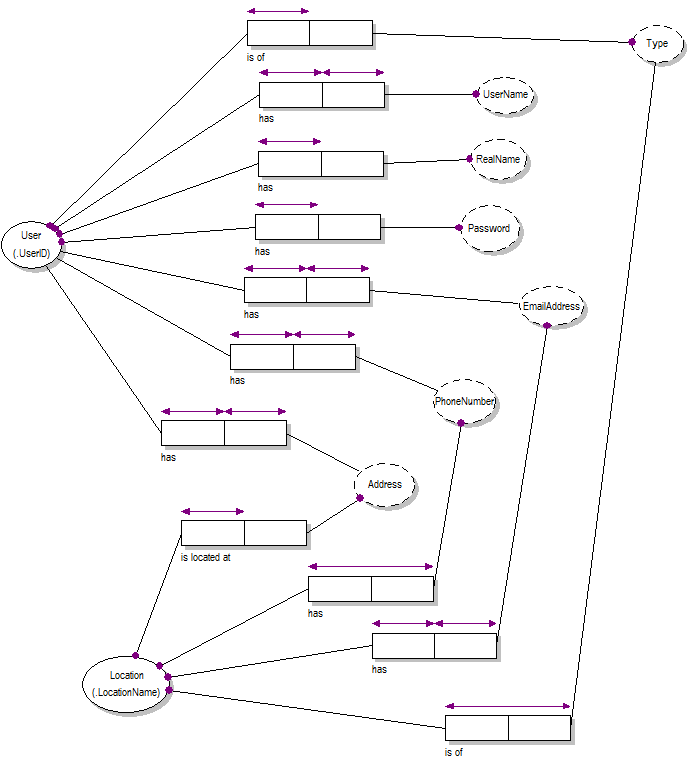 is of
Type
has
UserName
has
RealName
User
(.UserID)
has
Password
has
EmailAddress
has
PhoneNumber
has
Address
is located at
has
has
Location
(.LocationName)
is of